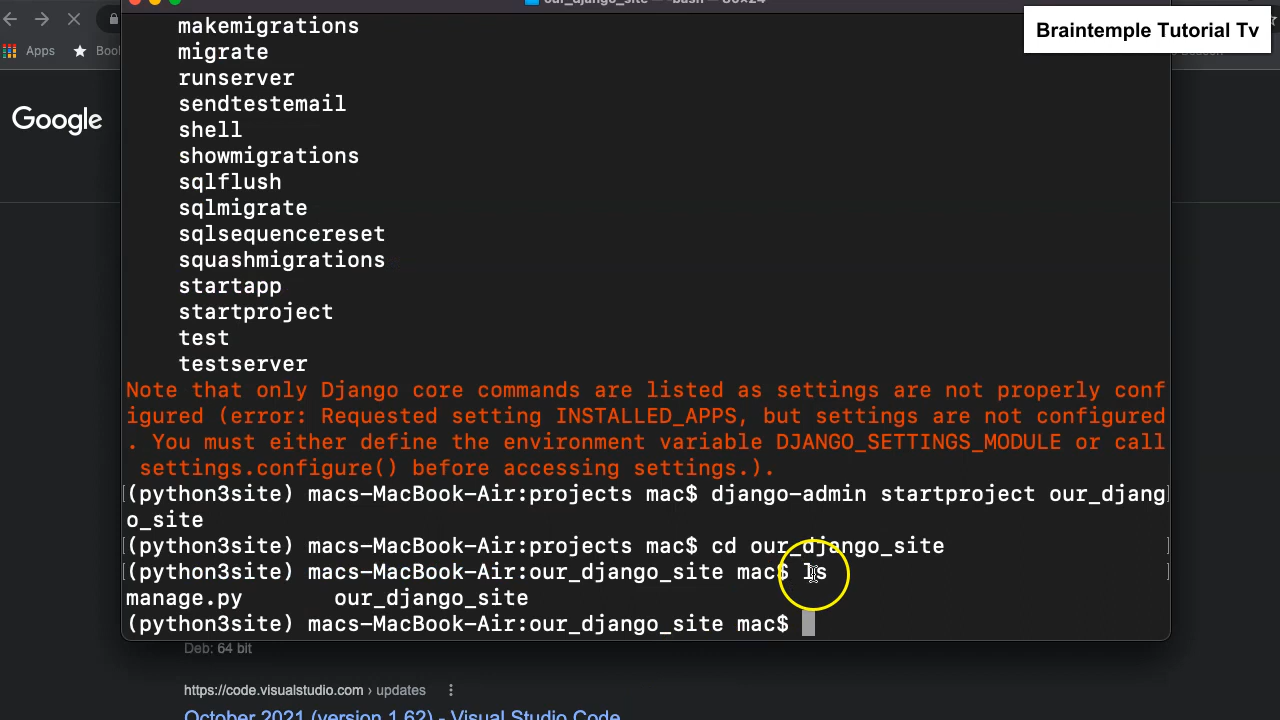 our_django_site — -bash — 80×24
Braintemple Tutorial Tv
Apps
Google
makemigrations
migrate
runserver
sendtestemail
shell
showmigrations
sqlflush
sqlmigrate
sqlsequencereset
squashmigrations
startapp
startproject
test
testserver
Note that only Django core commands are listed as settings are not properly conf
igured (error: Requested setting INSTALLED_APPS, but settings are not configured
. You must either define the environment variable DJANGO_SETTINGS_MODULE or call
settings.configure() before accessing settings.).
[(python3site) macs-MacBook-Air:projects mac$ django-admin startproject our_djang]
o_site
[(python3site) macs-MacBook-Air:projects mac$ cd our_django_site ]
[(python3site) macs-MacBook-Air:our_django_site mac$ ls ]
manage.py our_django_site
(python3site) macs-MacBook-Air:our_django_site mac$
Deb: 64 bit
https://code.visualstudio.com › updates
October 2021 (version 1.62) - Visual Studio Code